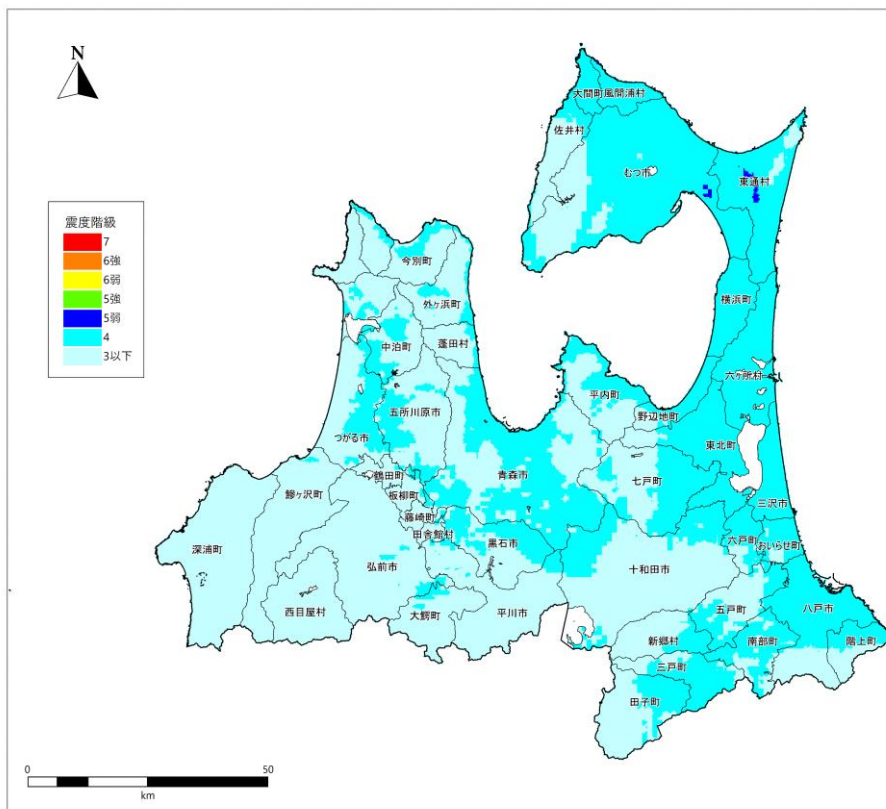 N
震度階級
7
6強
6弱
5強
5弱
4
3以下
大間町
風間浦村
佐井村
むつ市
東通村
今別町
外ヶ浜町
横浜町
中泊町
蓬田村
六ヶ所村
平内町
五所川原市
野辺地町
つがる市
東北町
鶴田町
青森市
七戸町
板柳町
鰺ヶ沢町
三沢市
藤崎町
田舎館村
六戸町
おいらせ町
黒石市
深浦町
弘前市
十和田市
西目屋村
大鰐町
平川市
五戸町
八戸市
新郷村
南部町
階上町
三戸町
田子町
0
50
km